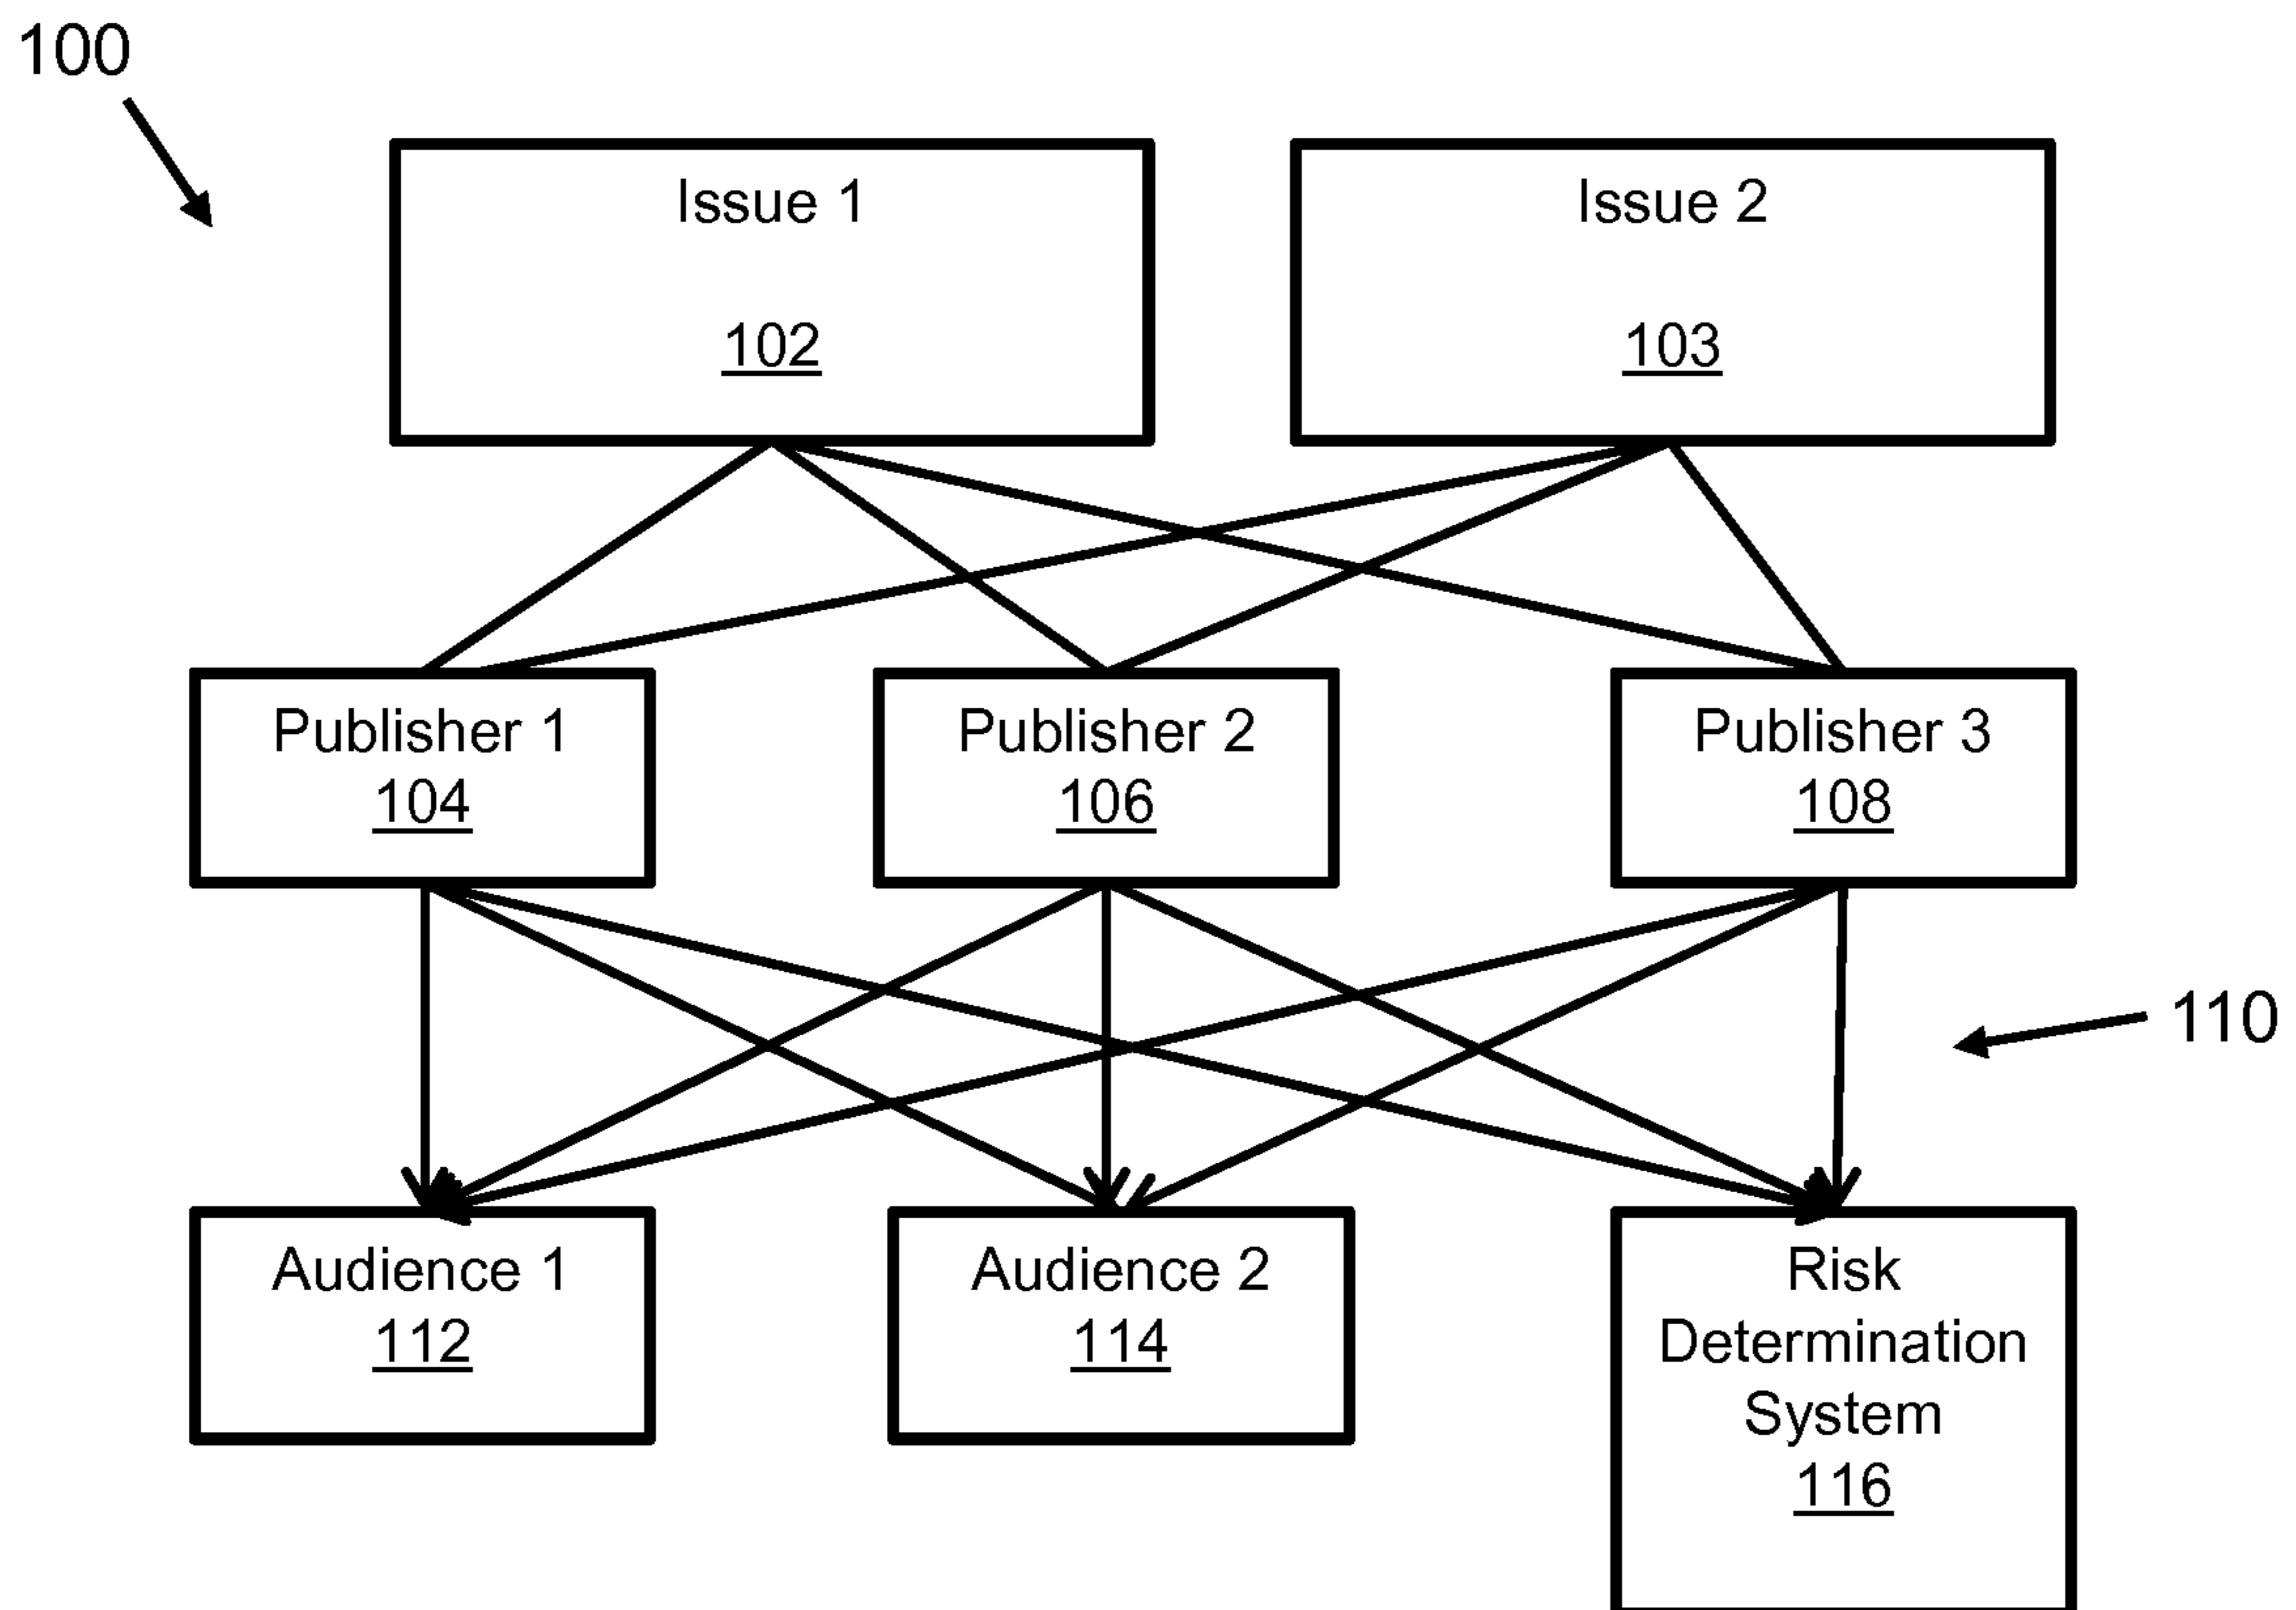 100
Issue 1
102
Issue 2
103
Publisher 1
104
Publisher 2
106
Publisher 3
108
110
Audience 1
112
Audience 2
114
Risk
Determination
System
116